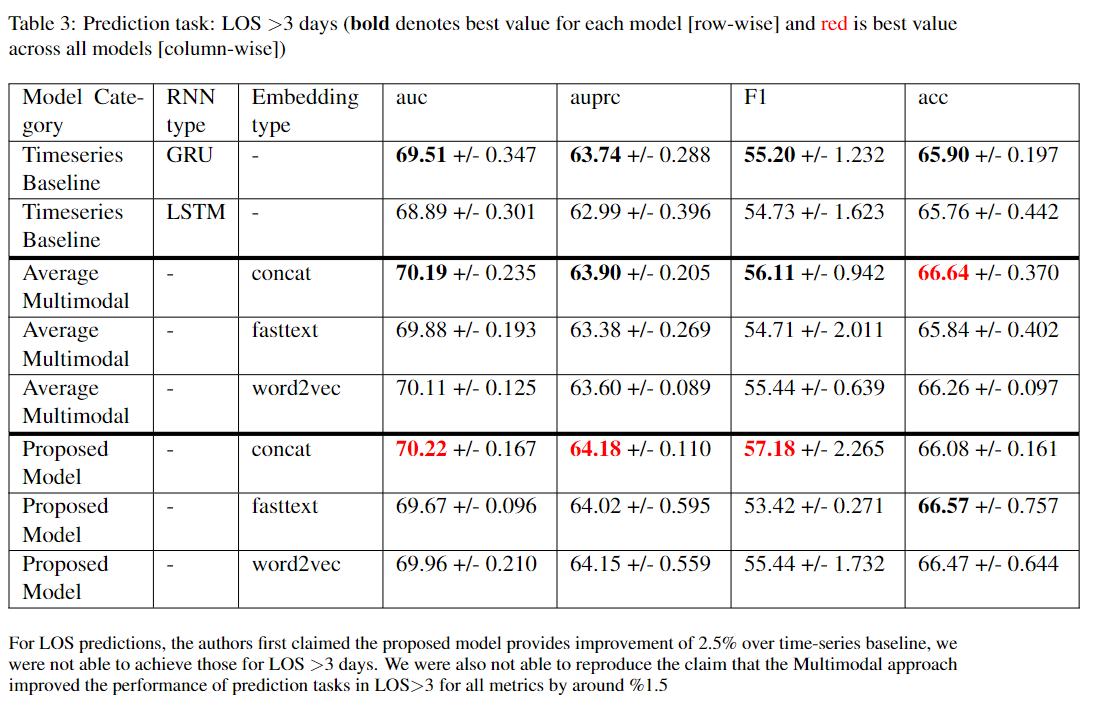 Table 3: Prediction task: LOS >3 days (bold denotes best value for each model [row-wise] and red is best value
across all models [column-wise])
Model Cate- RNN Embedding auc auprc F1 acc
gory type type
Timeseries GRU - 69.51 +/- 0.347 63.74 +/- 0.288 55.20 +/- 1.232 65.90 +/- 0.197
Baseline
Timeseries LSTM - 68.89 +/- 0.301 62.99 +/- 0.396 54.73 +/- 1.623 65.76 +/- 0.442
Baseline
Average - concat 70.19 +/- 0.235 63.90 +/- 0.205 56.11 +/- 0.942 66.64 +/- 0.370
Multimodal
Average - fasttext 69.88 +/- 0.193 63.38 +/- 0.269 54.71 +/- 2.011 65.84 +/- 0.402
Multimodal
Average - word2vec 70.11 +/- 0.125 63.60 +/- 0.089 55.44 +/- 0.639 66.26 +/- 0.097
Multimodal
Proposed - concat 70.22 +/- 0.167 64.18 +/- 0.110 57.18 +/- 2.265 66.08 +/- 0.161
Model
Proposed - fasttext 69.67 +/- 0.096 64.02 +/- 0.595 53.42 +/- 0.271 66.57 +/- 0.757
Model
Proposed - word2vec 69.96 +/- 0.210 64.15 +/- 0.559 55.44 +/- 1.732 66.47 +/- 0.644
Model
For LOS predictions, the authors first claimed the proposed model provides improvement of 2.5% over time-series baseline, we
were not able to achieve those for LOS >3 days. We were also not able to reproduce the claim that the Multimodal approach
improved the performance of prediction tasks in LOS>3 for all metrics by around %1.5